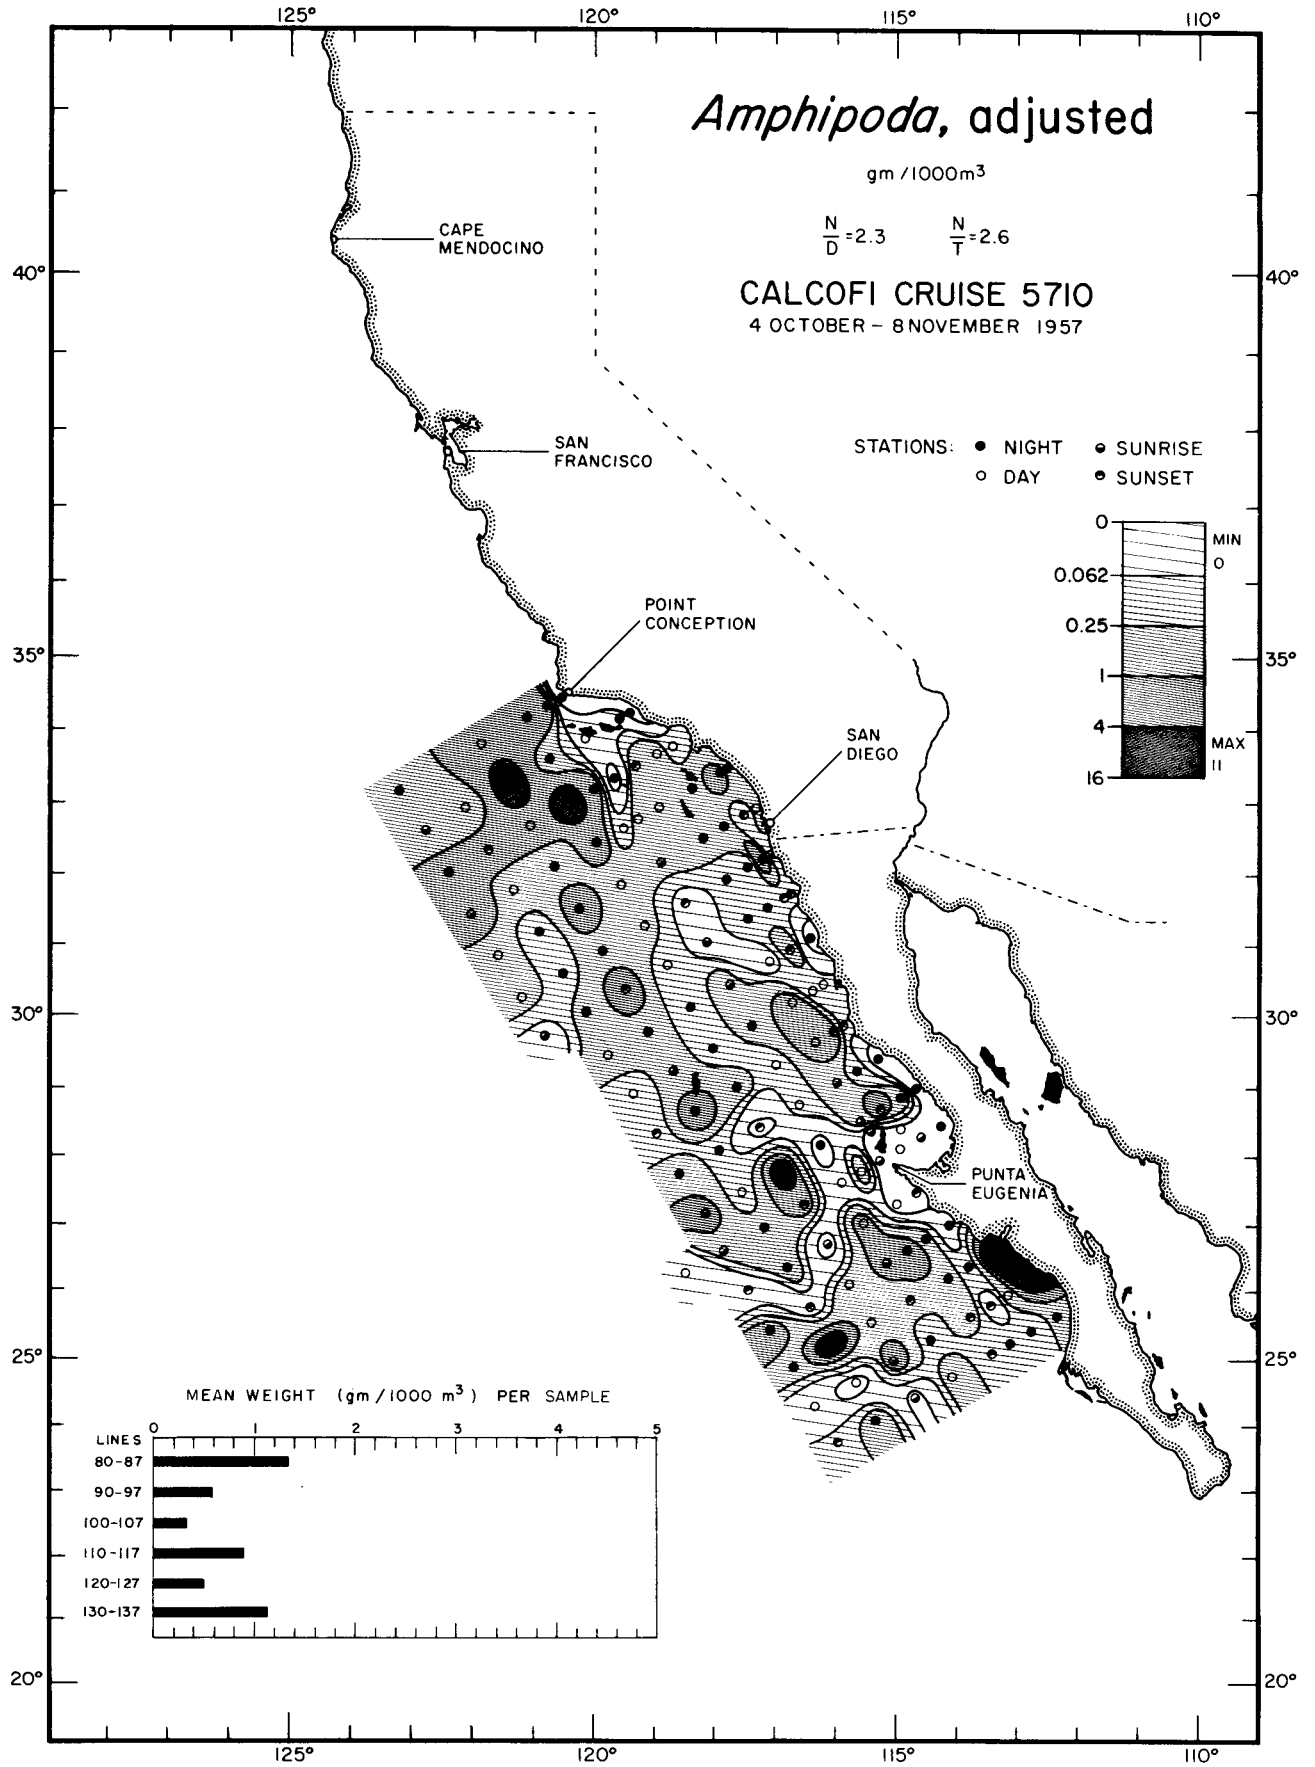 125° 120° 115° 110°
Amphipoda, adjusted
gm/1000m³
N/D = 2.3 N/T = 2.6
CALCOFI CRUISE 5710
4 OCTOBER – 8 NOVEMBER 1957
CAPE
MENDOCINO
40° 40°
SAN
FRANCISCO
STATIONS: ● NIGHT SUNRISE
○ DAY SUNSET
0
MIN
0
0.062
0.25
1
4
MAX
11
16
POINT
CONCEPTION
35° 35°
SAN
DIEGO
30° 30°
PUNTA
EUGENIA
25° 25°
MEAN WEIGHT (gm/1000 m³) PER SAMPLE
0 1 2 3 4 5
LINES
80-87
90-97
100-107
110-117
120-127
130-137
20° 20°
125° 120° 115° 110°